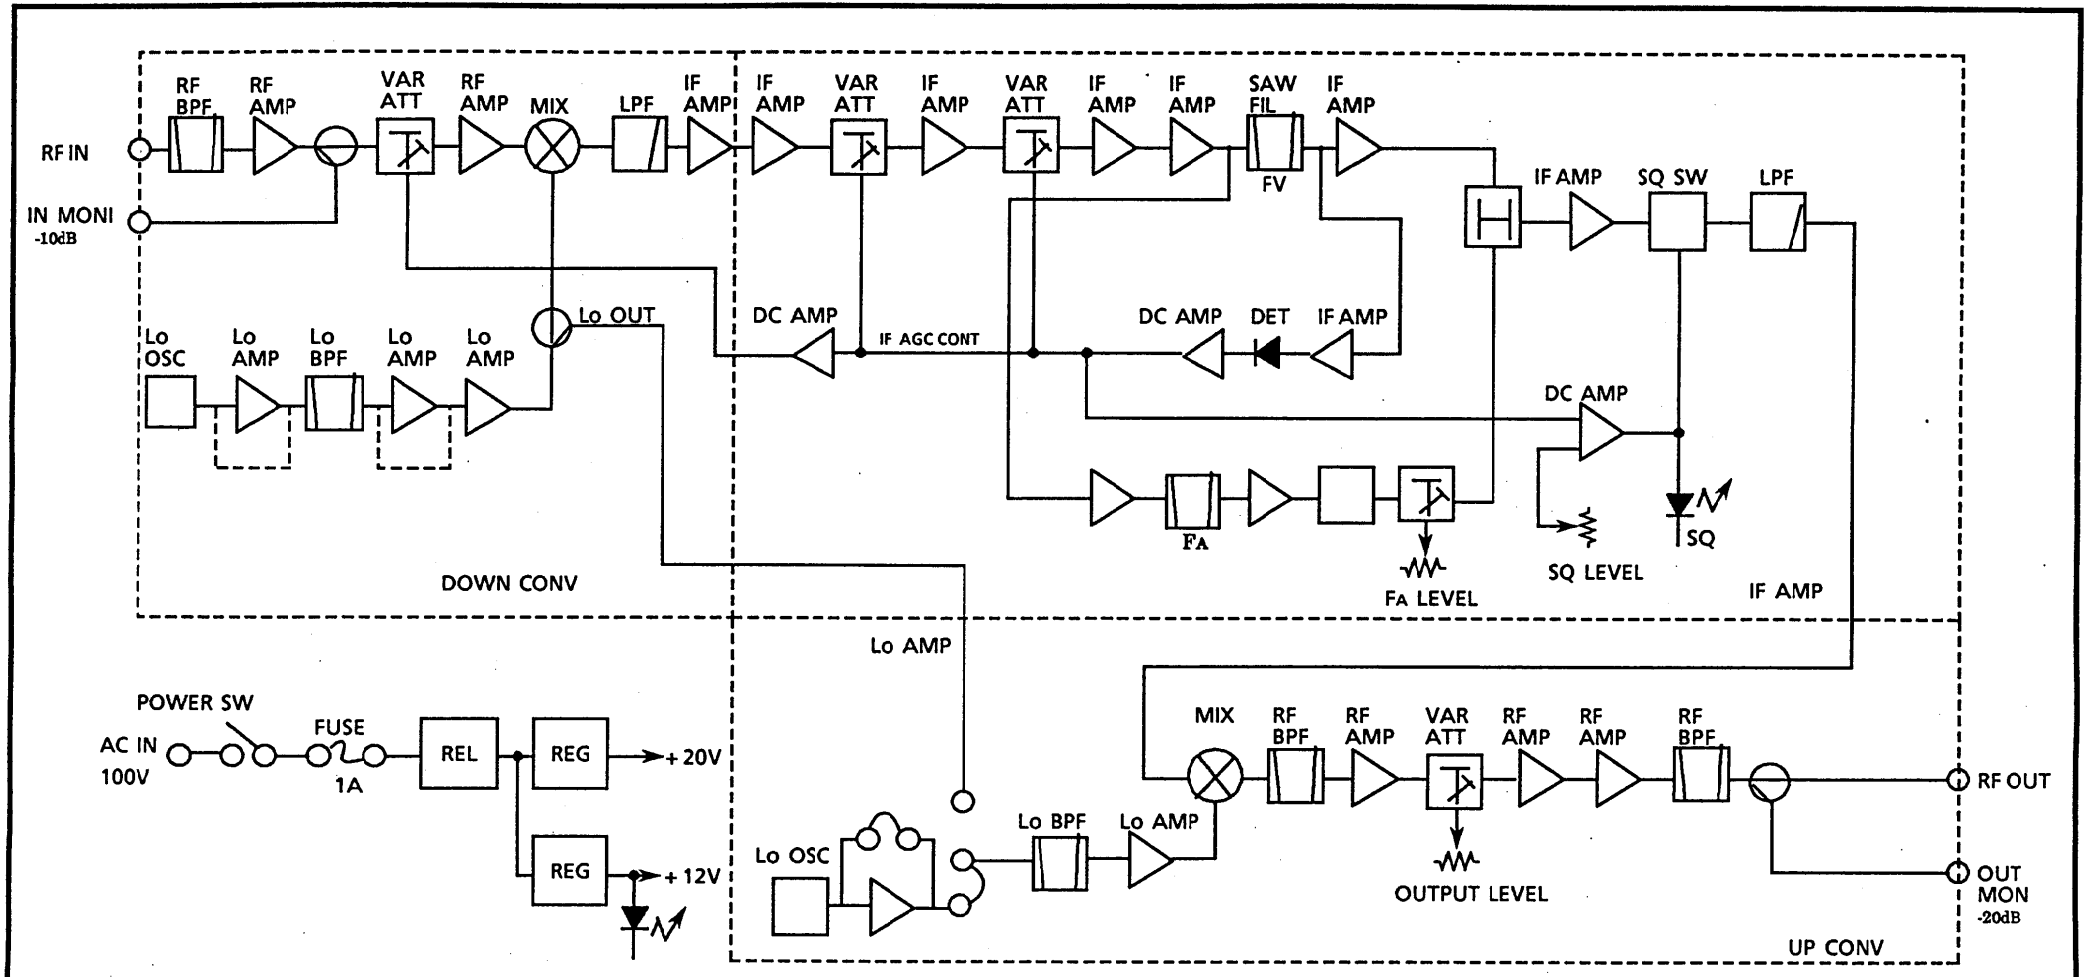 RF
BPF
RF
AMP
VAR
ATT
RF
AMP
MIX
LPF
IF
AMP
IF
AMP
VAR
ATT
IF
AMP
VAR
ATT
IF
AMP
IF
AMP
SAW
FIL
IF
AMP
RF IN
FV
IF AMP
SQ SW
LPF
IN MONI
-10dB
Lo OUT
DC AMP
IF AGC CONT
DC AMP
DET
IF AMP
Lo
OSC
Lo
AMP
Lo
BPF
Lo
AMP
Lo
AMP
DC AMP
FA
SQ
SQ LEVEL
FA LEVEL
DOWN CONV
IF AMP
Lo AMP
POWER SW
FUSE
AC IN
100V
1A
REL
REG
+ 20V
REG
+ 12V
MIX
RF
BPF
RF
AMP
VAR
ATT
RF
AMP
RF
AMP
RF
BPF
RF OUT
Lo BPF
Lo AMP
Lo OSC
OUTPUT LEVEL
OUT
MON
-20dB
UP CONV